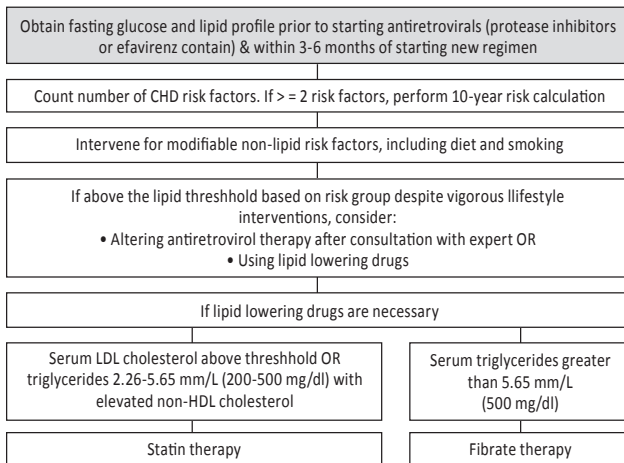 Obtain fasting glucose and lipid profile prior to starting antiretrovirals (protease inhibitors
or efavirenz contain) & within 3-6 months of starting new regimen
Count number of CHD risk factors. If > = 2 risk factors, perform 10-year risk calculation
Intervene for modifiable non-lipid risk factors, including diet and smoking
If above the lipid threshhold based on risk group despite vigorous llifestyle
interventions, consider:
• Altering antiretrovirol therapy after consultation with expert OR
• Using lipid lowering drugs
If lipid lowering drugs are necessary
Serum LDL cholesterol above threshhold OR
triglycerides 2.26-5.65 mm/L (200-500 mg/dl) with
elevated non-HDL cholesterol
Serum triglycerides greater
than 5.65 mm/L
(500 mg/dl)
Statin therapy
Fibrate therapy